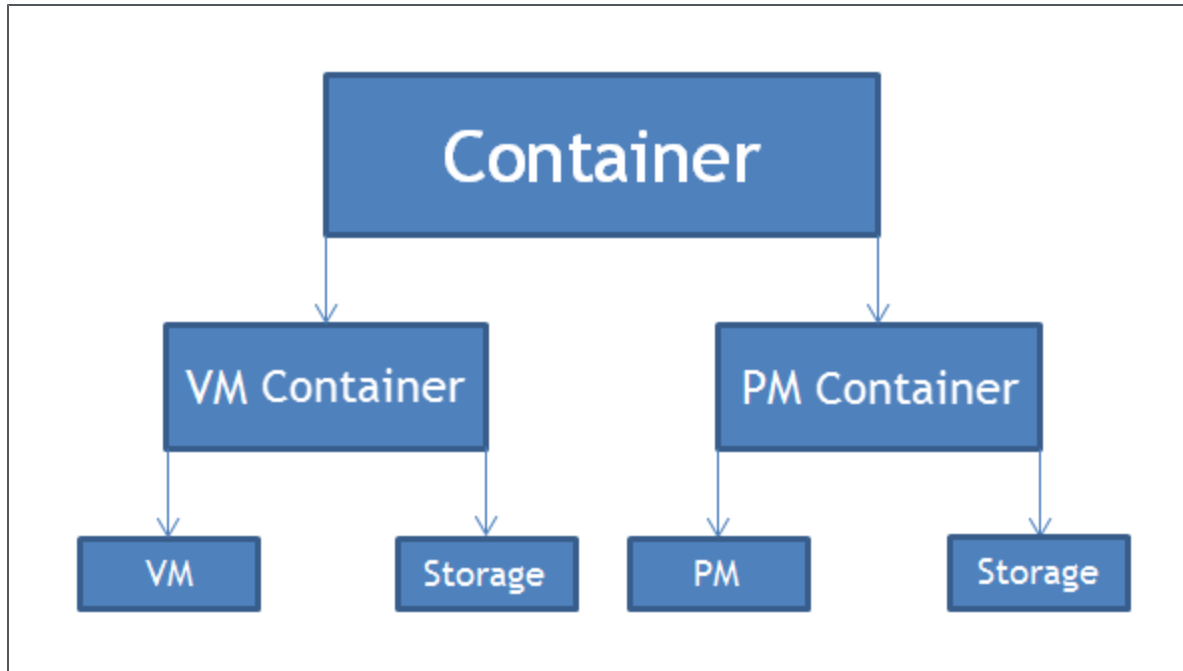 Container
VM Container
PM Container
VM
Storage
PM
Storage